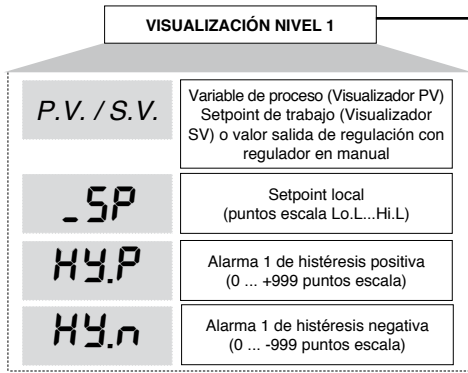 VISUALIZACIÓN NIVEL 1
P.V. / S.V.
Variable de proceso (Visualizador PV)
Setpoint de trabajo (Visualizador
SV) o valor salida de regulación con
regulador en manual
_SP
Setpoint local
(puntos escala Lo.L...Hi.L)
HY.P
Alarma 1 de histéresis positiva
(0 ... +999 puntos escala)
HY.n
Alarma 1 de histéresis negativa
(0 ... -999 puntos escala)